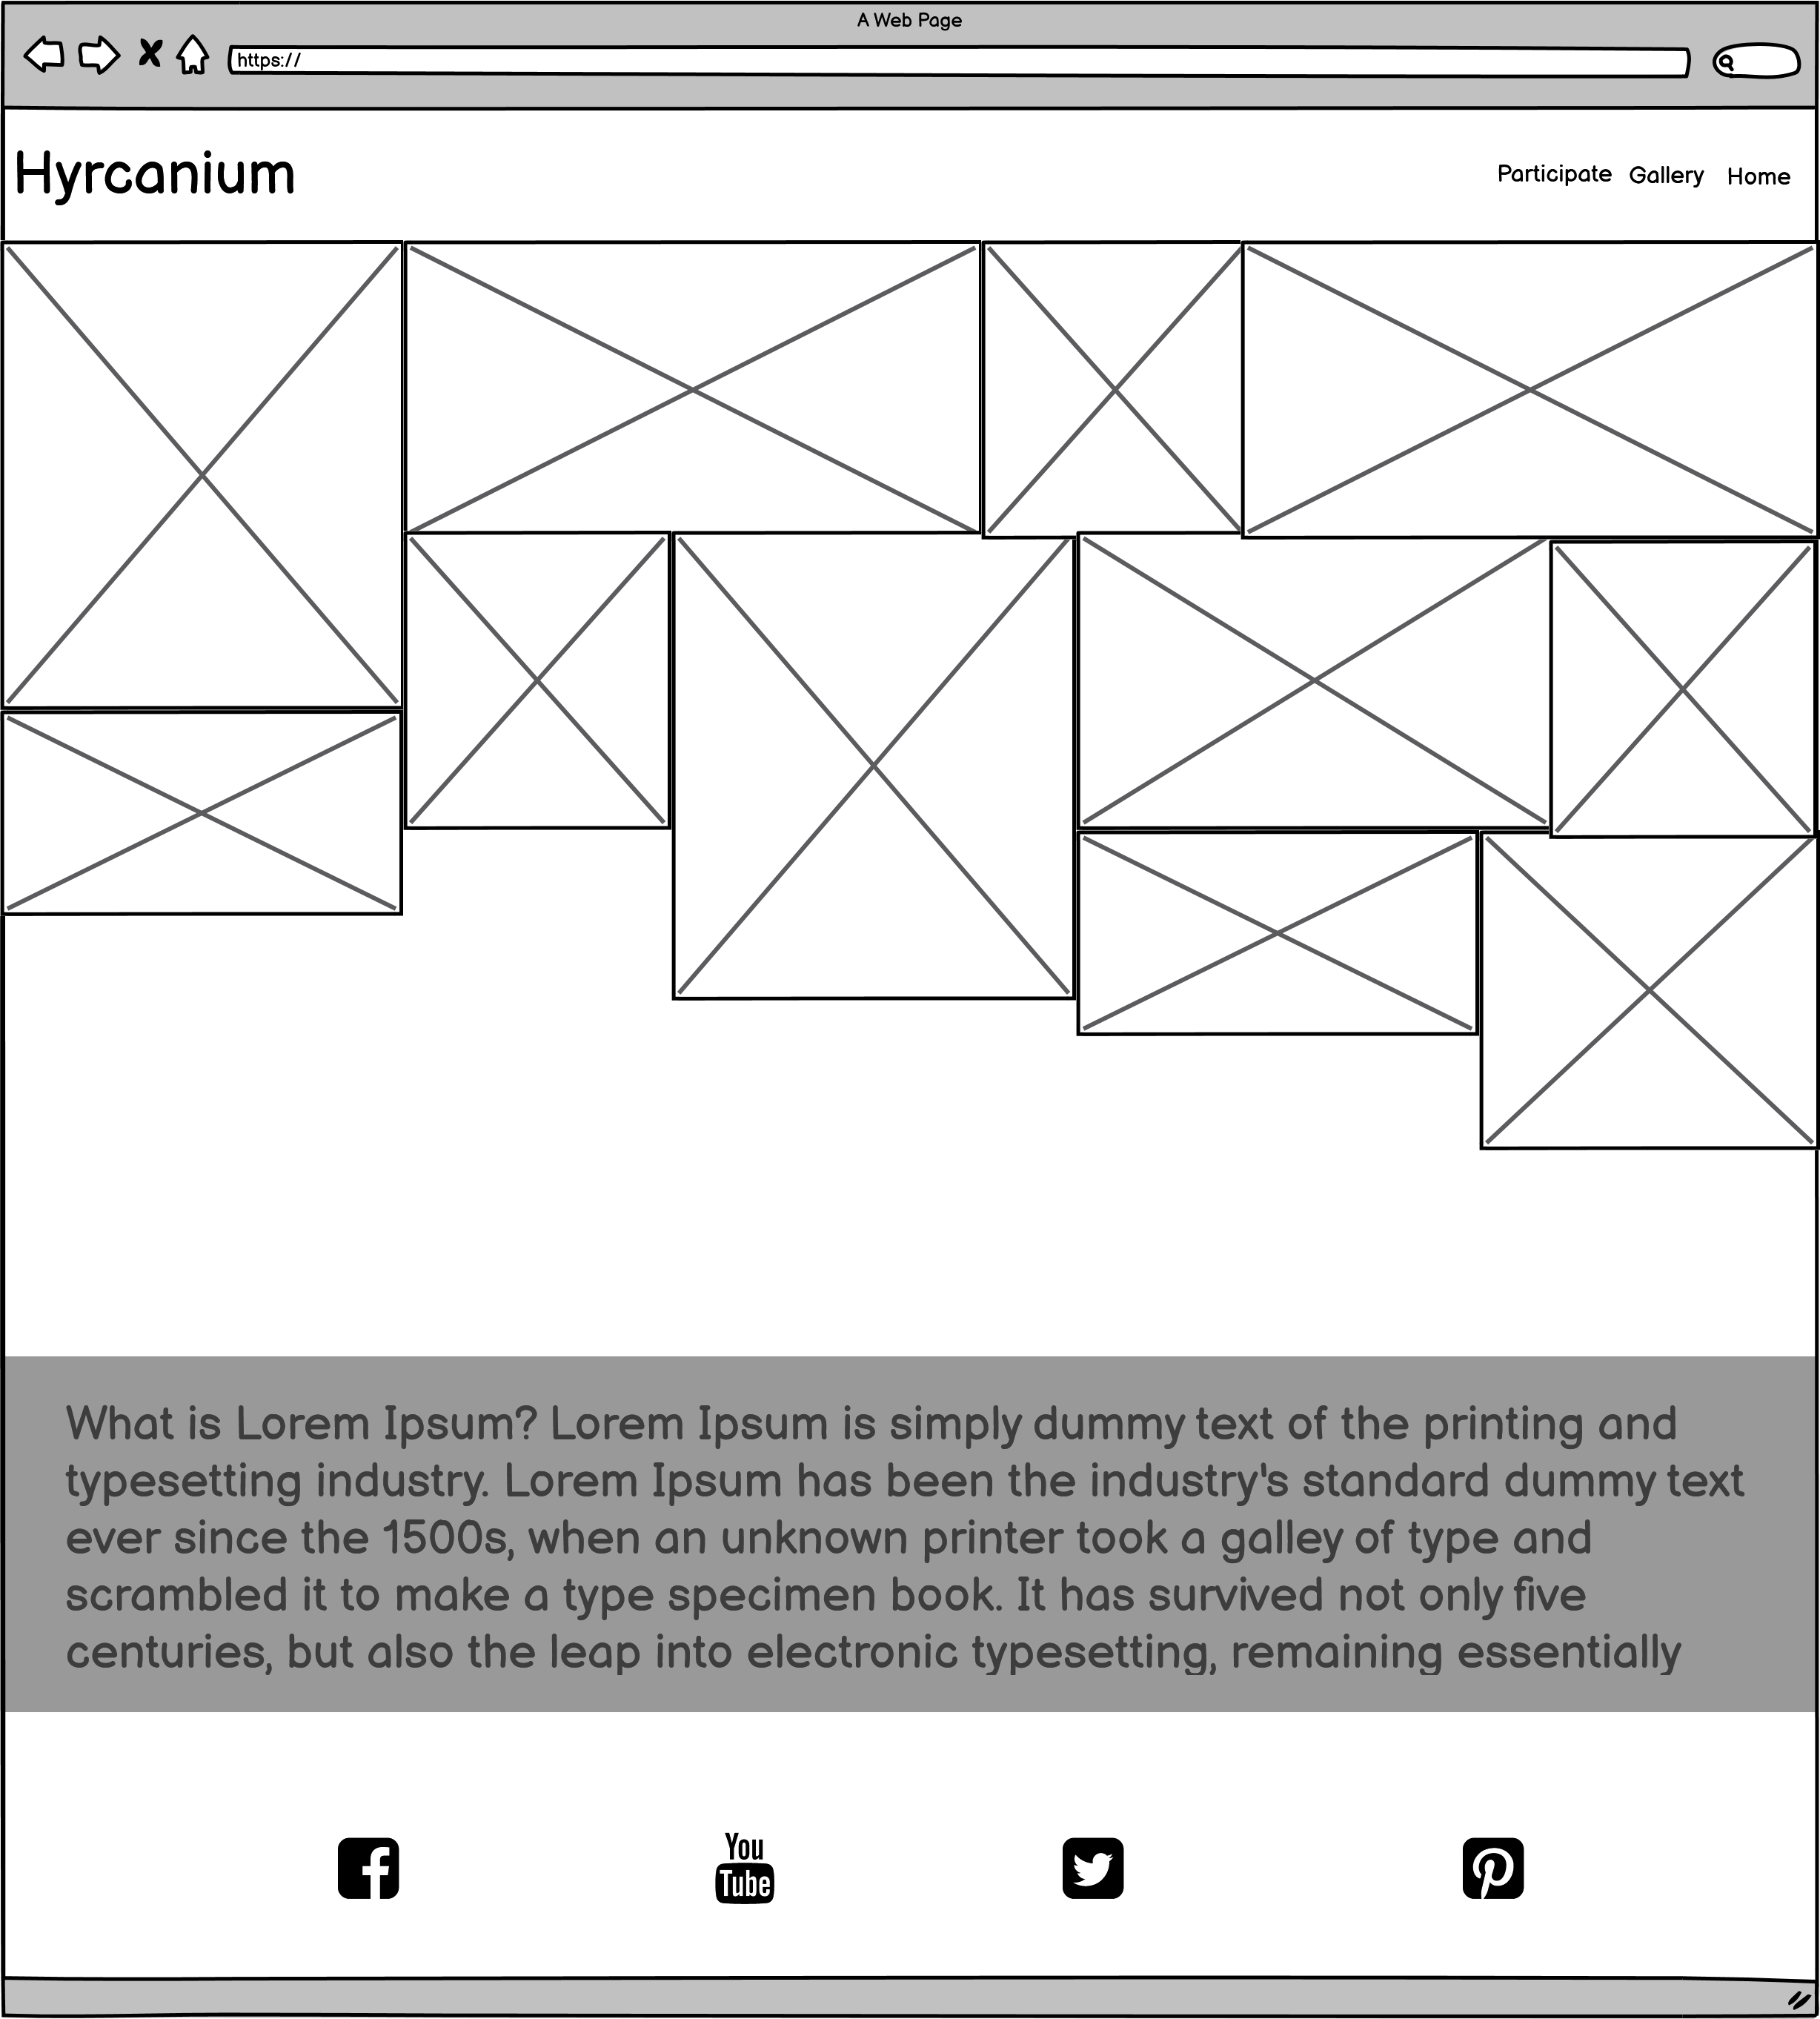 A Web Page
https://
Hyrcanium
Participate Gallery Home
What is Lorem Ipsum? Lorem Ipsum is simply dummy text of the printing and
typesetting industry. Lorem Ipsum has been the industry's standard dummy text
ever since the 1500s, when an unknown printer took a galley of type and
scrambled it to make a type specimen book. It has survived not only five
centuries, but also the leap into electronic typesetting, remaining essentially
You
Tube